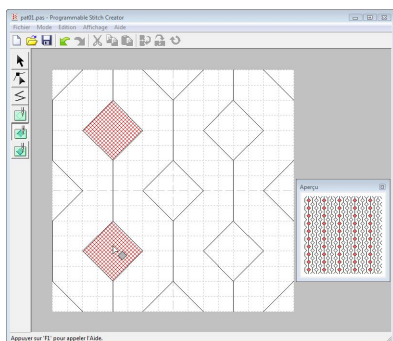 pat01.pas - Programmable Stitch Creator
Fichier Mode Edition Affichage Aide
Aperçu
Appuyer sur 'F1' pour appeler l'Aide.